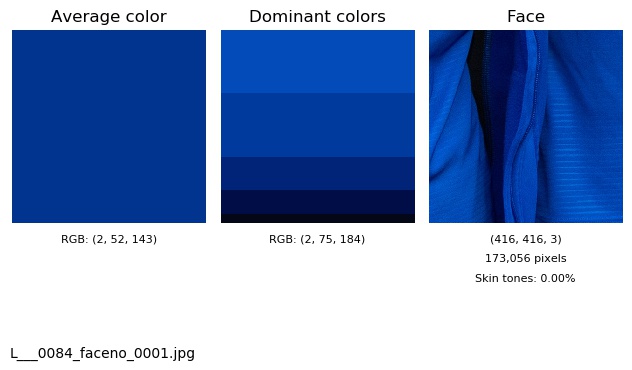 Average color
Dominant colors
Face
RGB: (2, 52, 143)
RGB: (2, 75, 184)
(416, 416, 3)
173,056 pixels
Skin tones: 0.00%
L___0084_faceno_0001.jpg